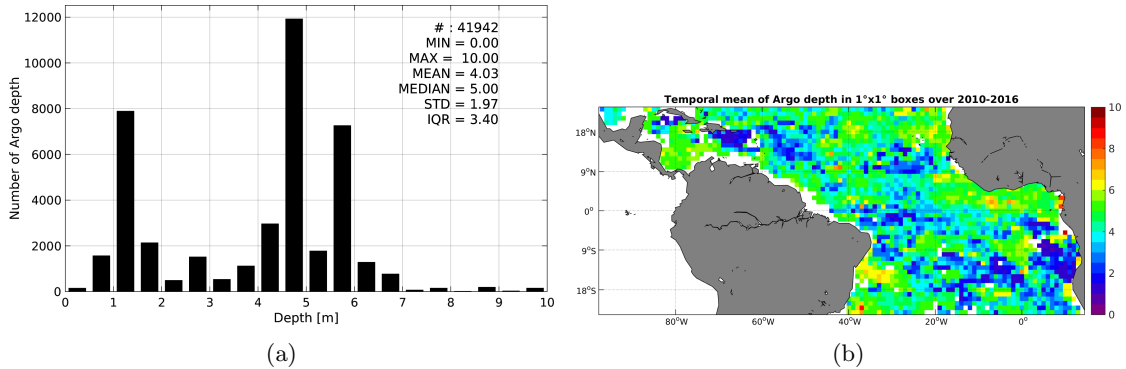 12000
10000
8000
6000
4000
2000
0
Number of Argo depth
# : 41942
MIN = 0.00
MAX = 10.00
MEAN = 4.03
MEDIAN = 5.00
STD = 1.97
IQR = 3.40
0 1 2 3 4 5 6 7 8 9 10
Depth [m]
(a)
Temporal mean of Argo depth in 1°x1° boxes over 2010-2016
18°N
9°N
0°
9°S
18°S
80°W 60°W 40°W 20°W 0°
10
8
6
4
2
0
(b)